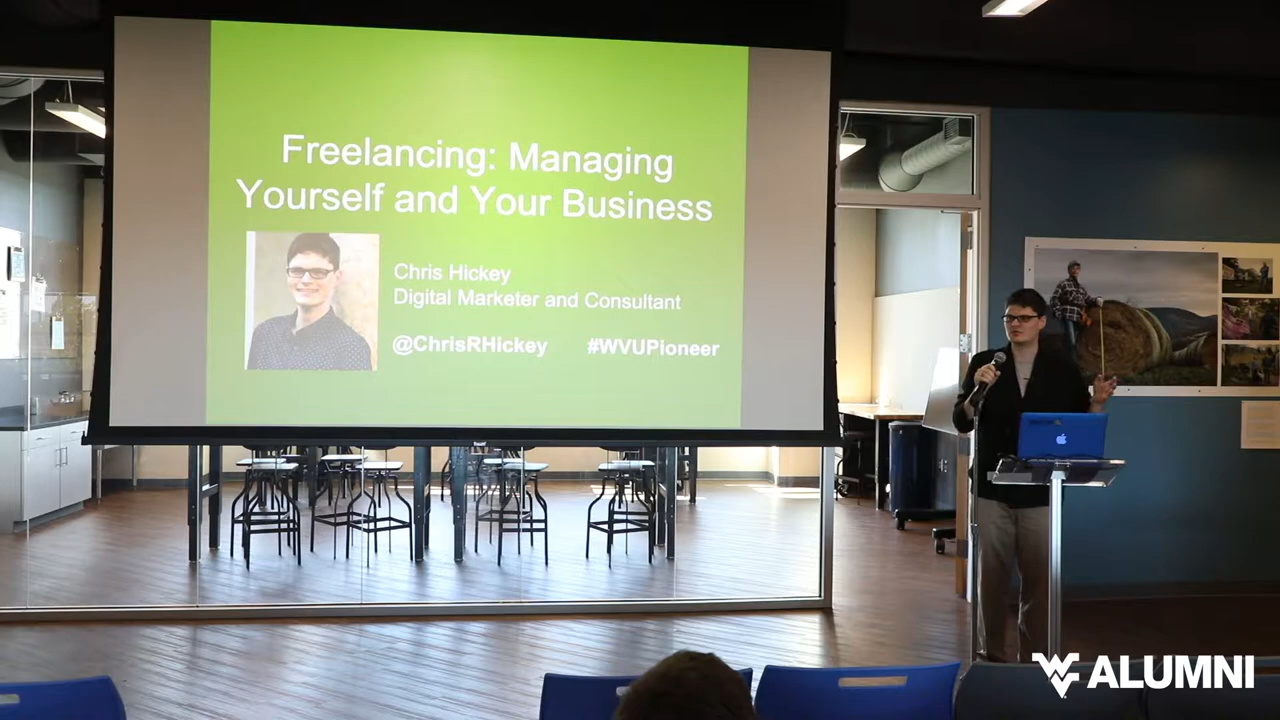 Freelancing: Managing
Yourself and Your Business
Chris Hickey
Digital Marketer and Consultant
@ChrisRHickey #WVUPioneer
ALUMNI